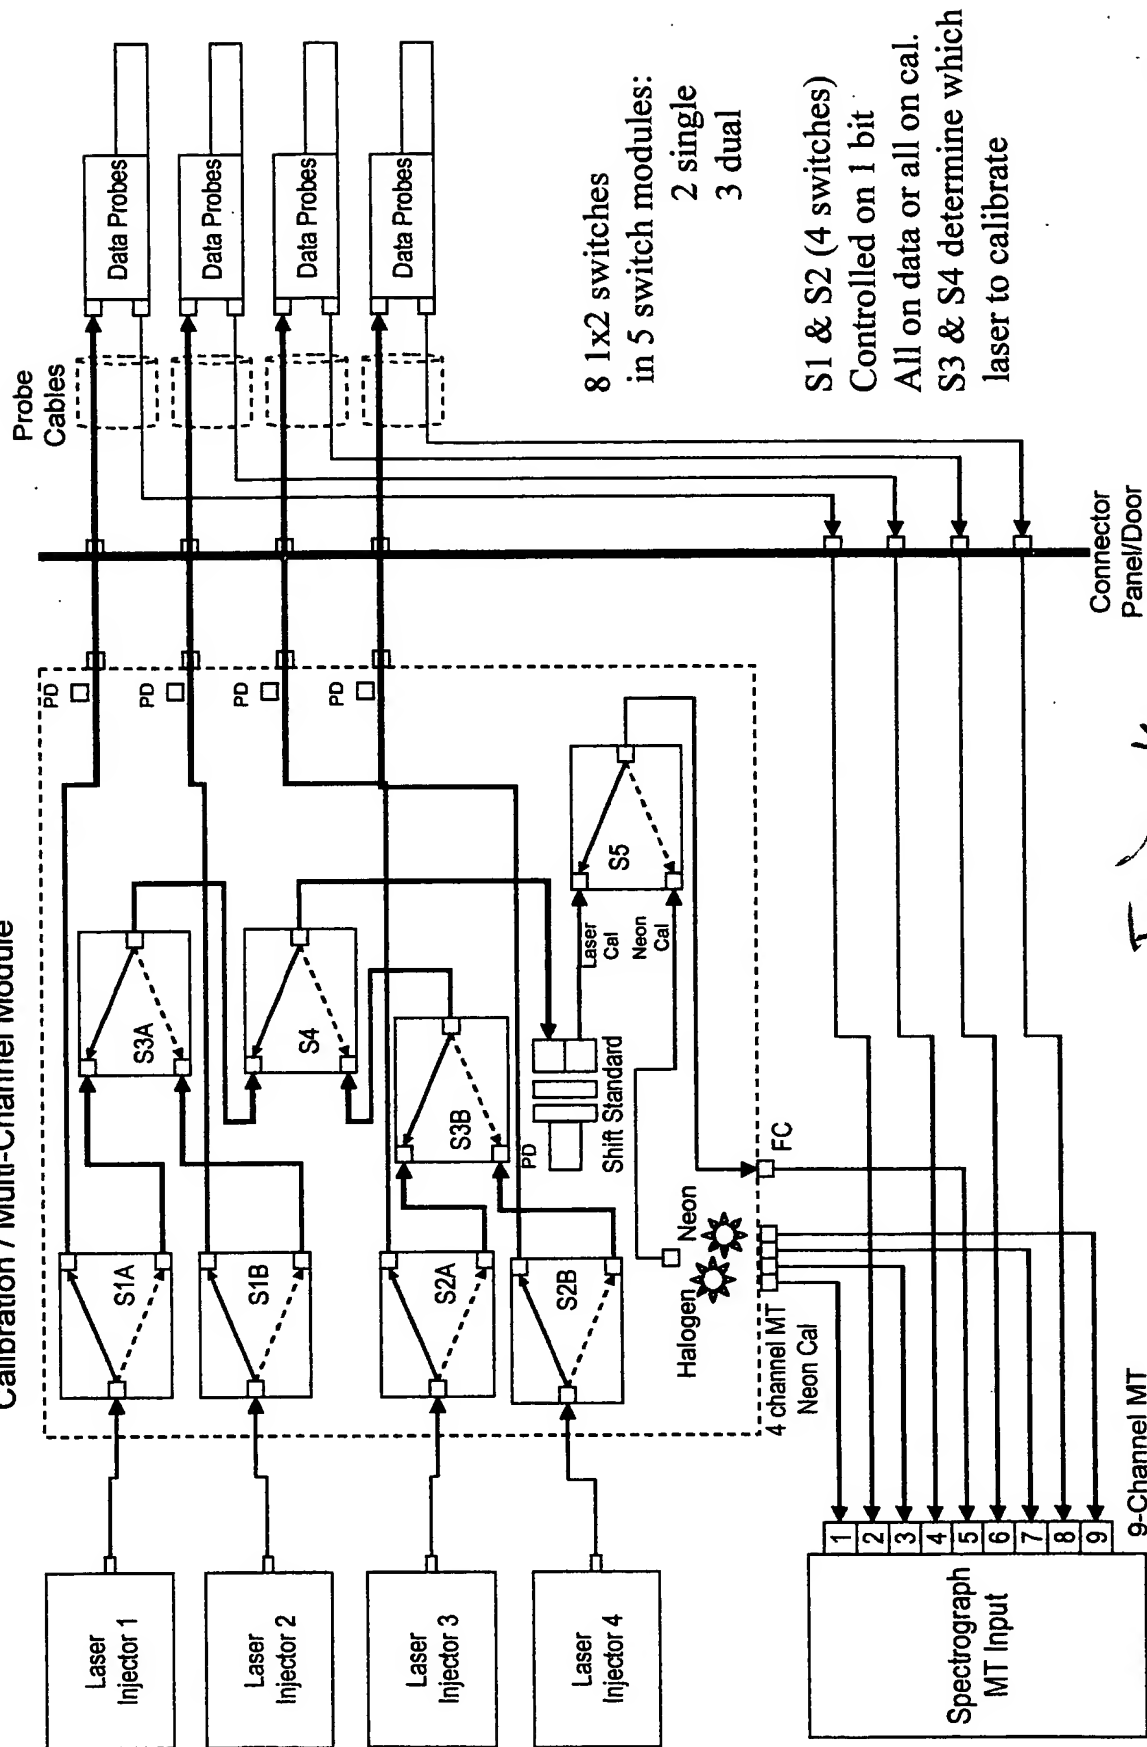 Calibration / Multi-Channel Module
Probe
Cables
Data Probes
Data Probes
Data Probes
Data Probes
PD
PD
PD
PD
8 1x2 switches
in 5 switch modules:
2 single
3 dual
S1 & S2 (4 switches)
Controlled on 1 bit
All on data or all on cal.
S3 & S4 determine which
laser to calibrate
Connector
Panel/Door
S3A
S4
S3B
S5
Laser
Cal
Neon
Cal
PD
Shift Standard
FC
S1A
S1B
S2A
S2B
Halogen
Neon
4 channel MT
Neon Cal
Laser
Injector 1
Laser
Injector 2
Laser
Injector 3
Laser
Injector 4
Spectrograph
MT Input
1
2
3
4
5
6
7
8
9
9-Channel MT